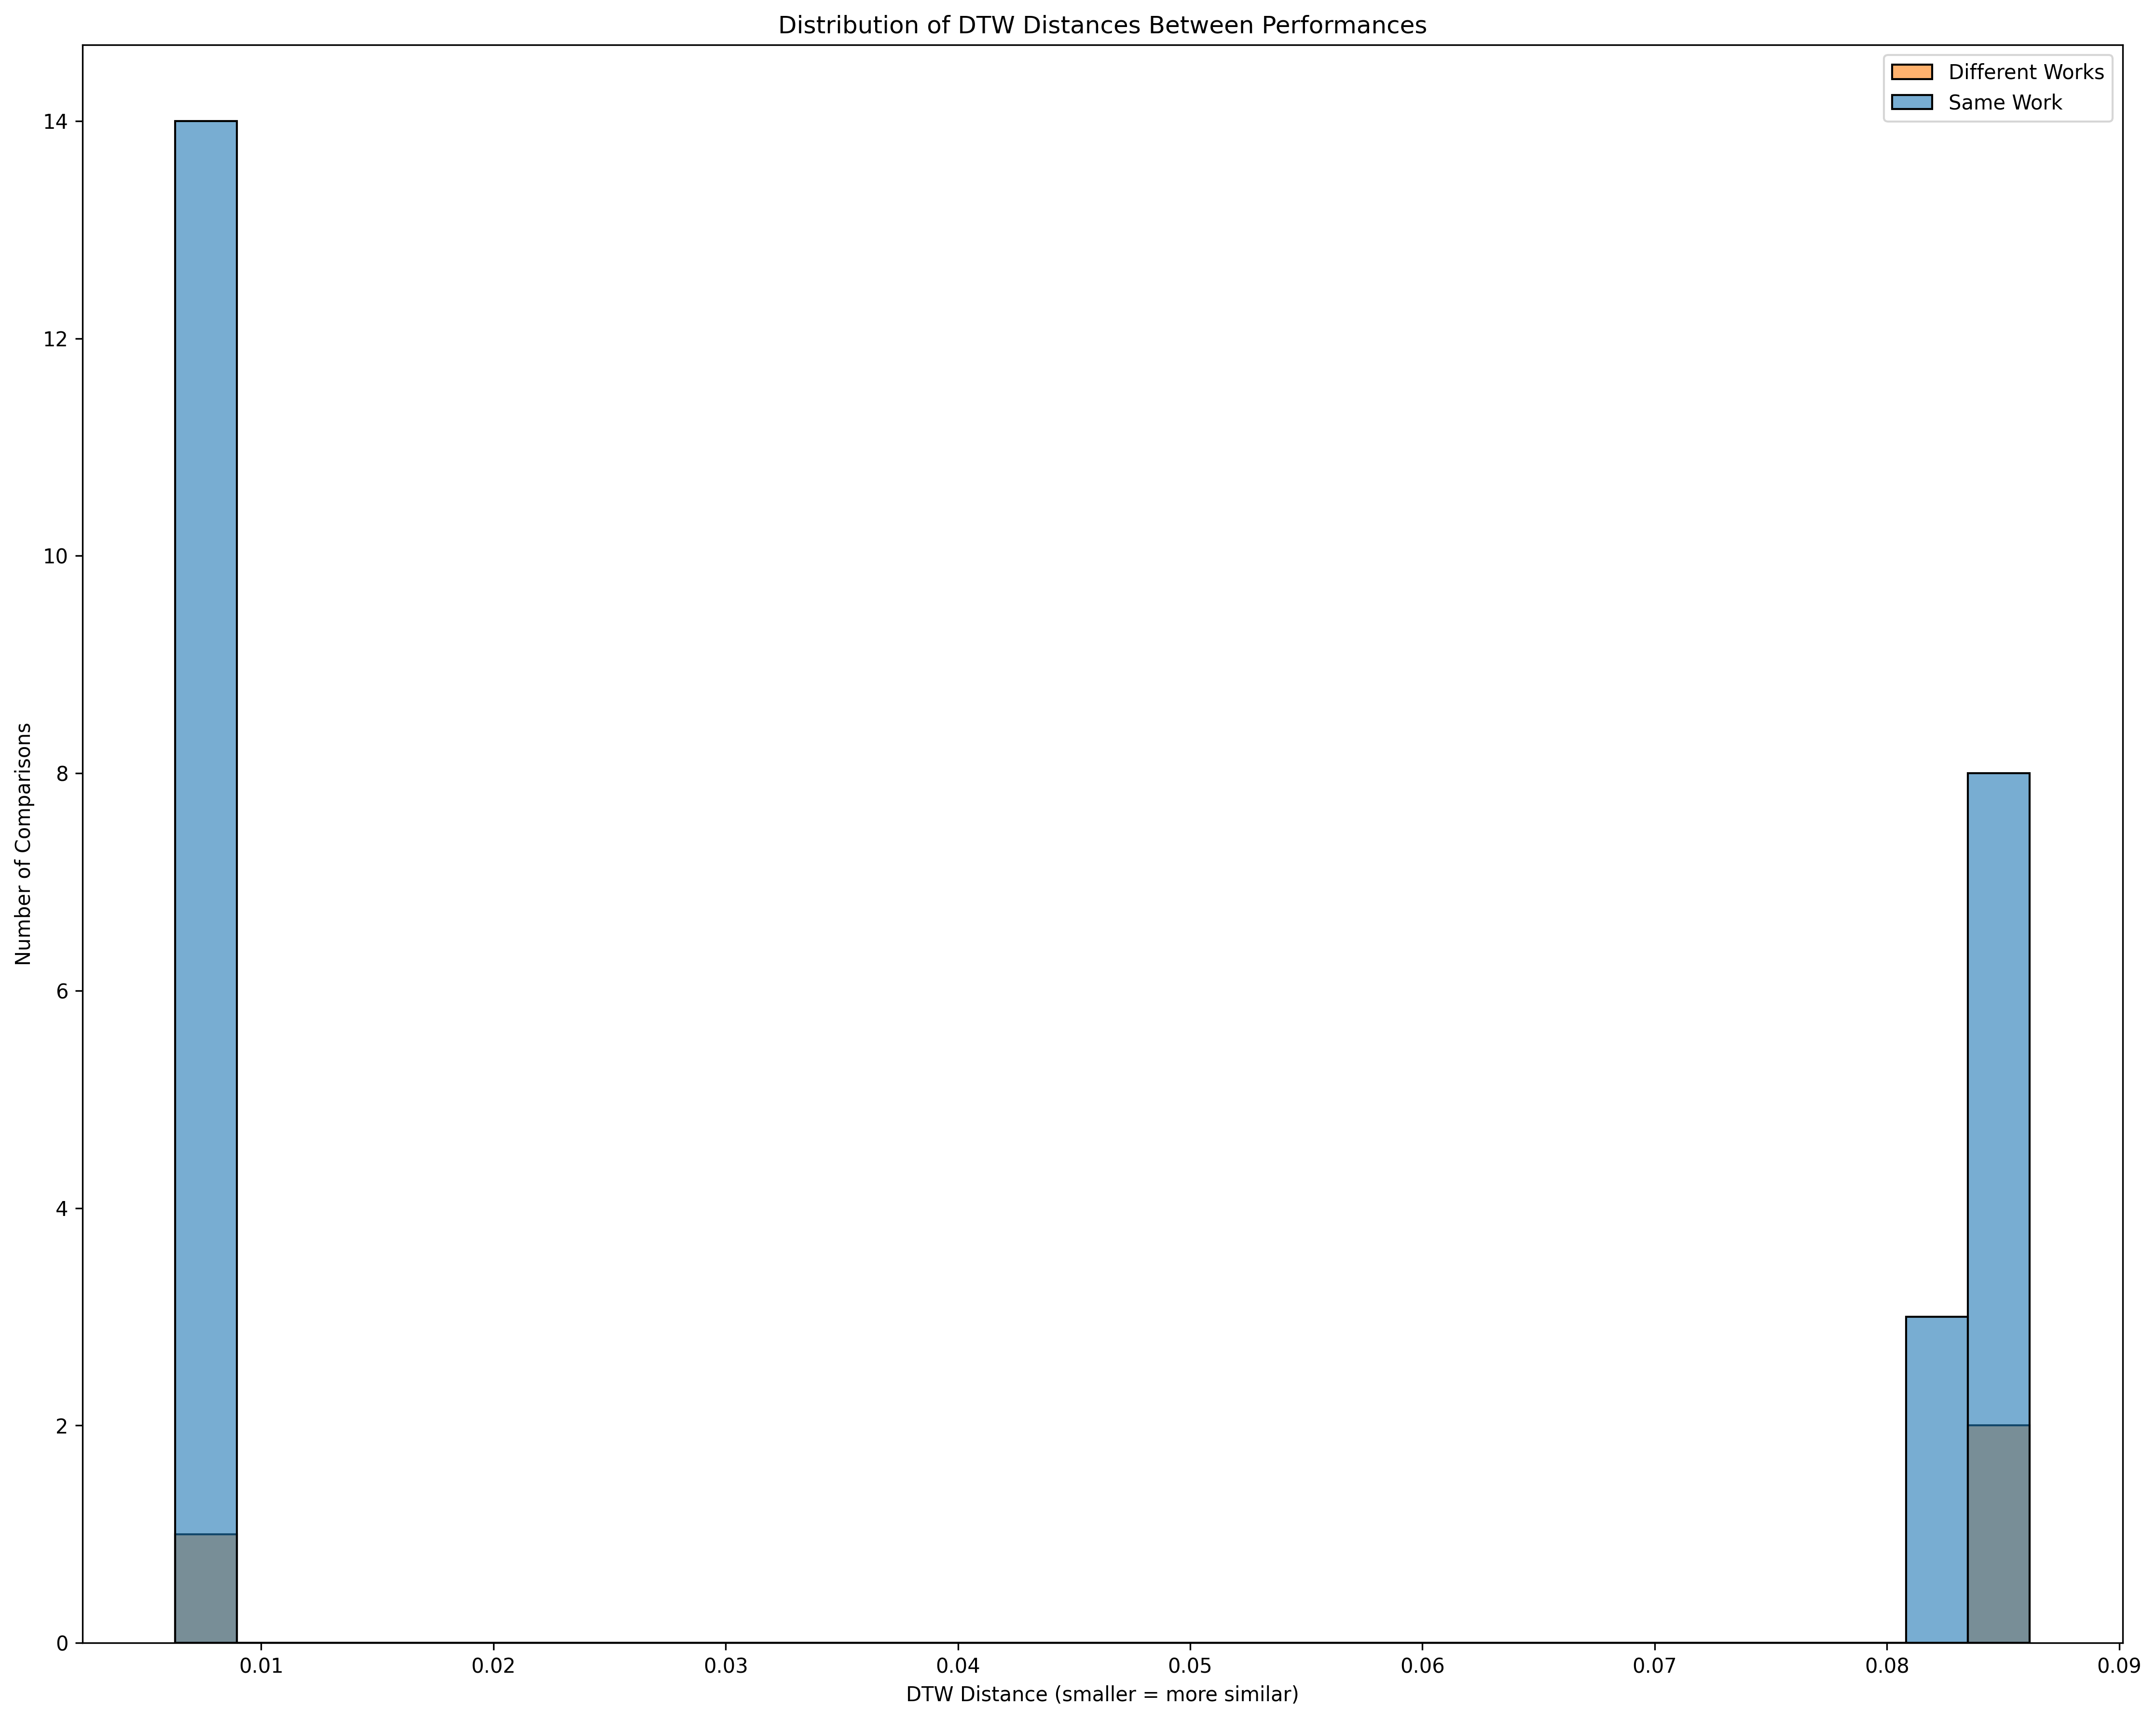 Distribution of DTW Distances Between Performances
Different Works
Same Work
14
12
10
8
6
4
2
0
Number of Comparisons
0.01 0.02 0.03 0.04 0.05 0.06 0.07 0.08 0.09
DTW Distance (smaller = more similar)